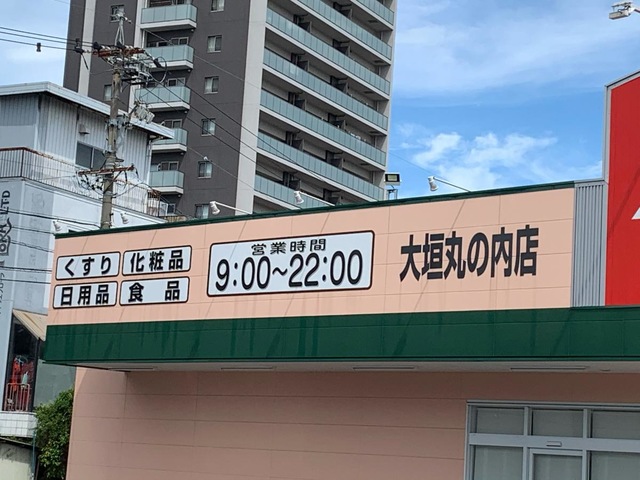 くすり 化粧品
日用品 食品
営業時間
9:00~22:00
大垣丸の内店